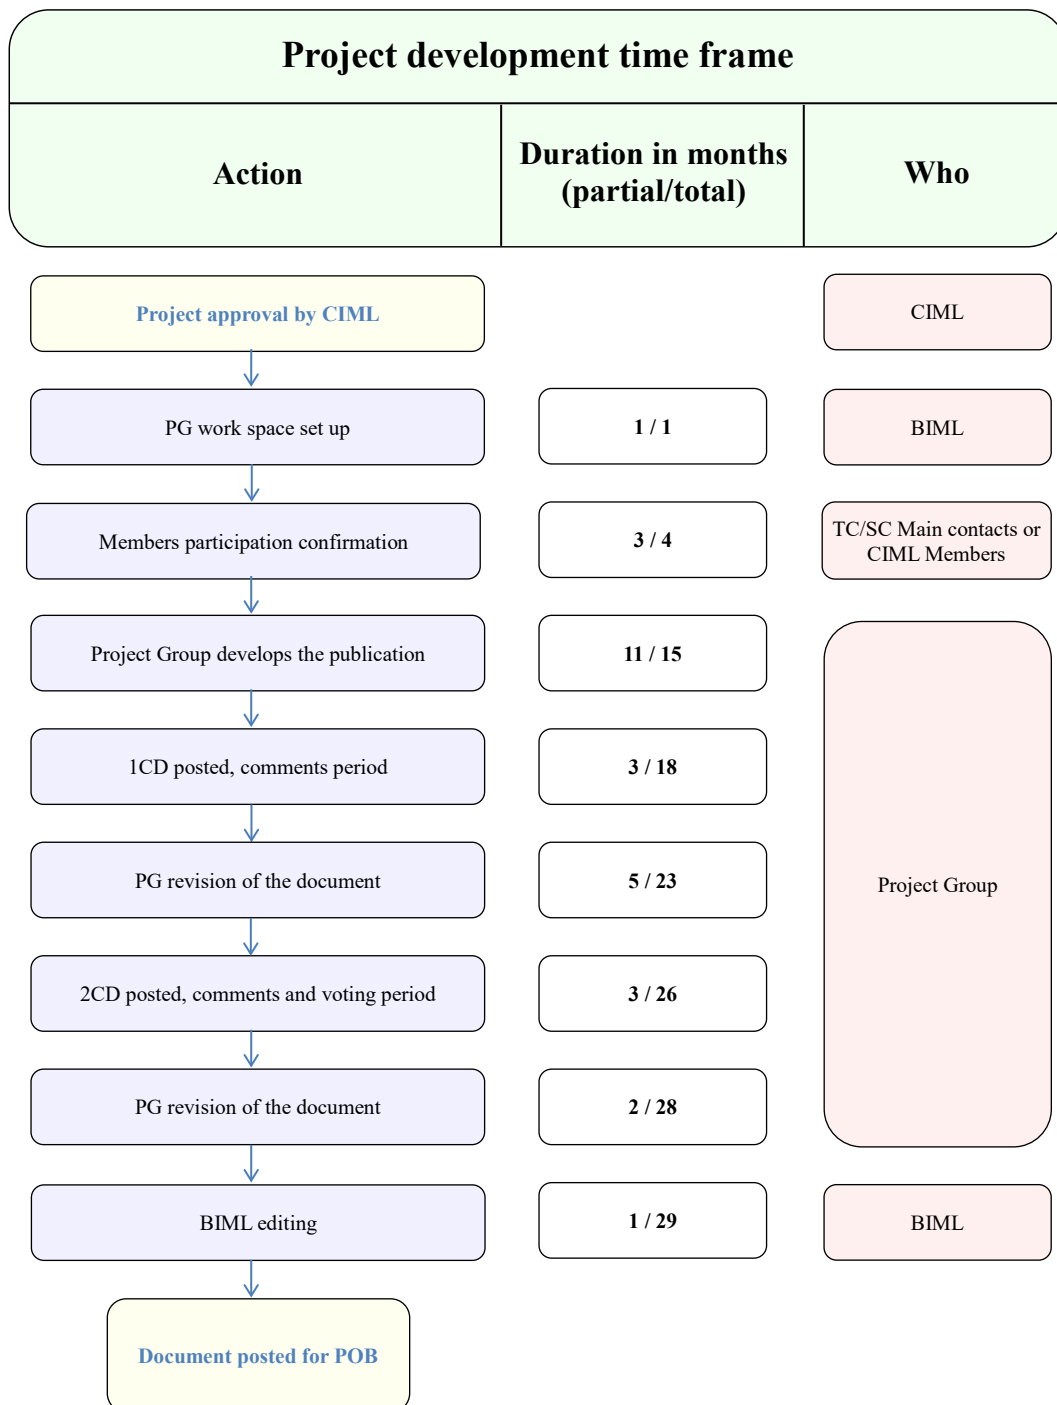 Project development time frame
Action
Duration in months
(partial/total)
Who
Project approval by CIML
CIML
PG work space set up
1 / 1
BIML
Members participation confirmation
3 / 4
TC/SC Main contacts or
CIML Members
Project Group develops the publication
11 / 15
1CD posted, comments period
3 / 18
PG revision of the document
5 / 23
Project Group
2CD posted, comments and voting period
3 / 26
PG revision of the document
2 / 28
BIML editing
1 / 29
BIML
Document posted for POB